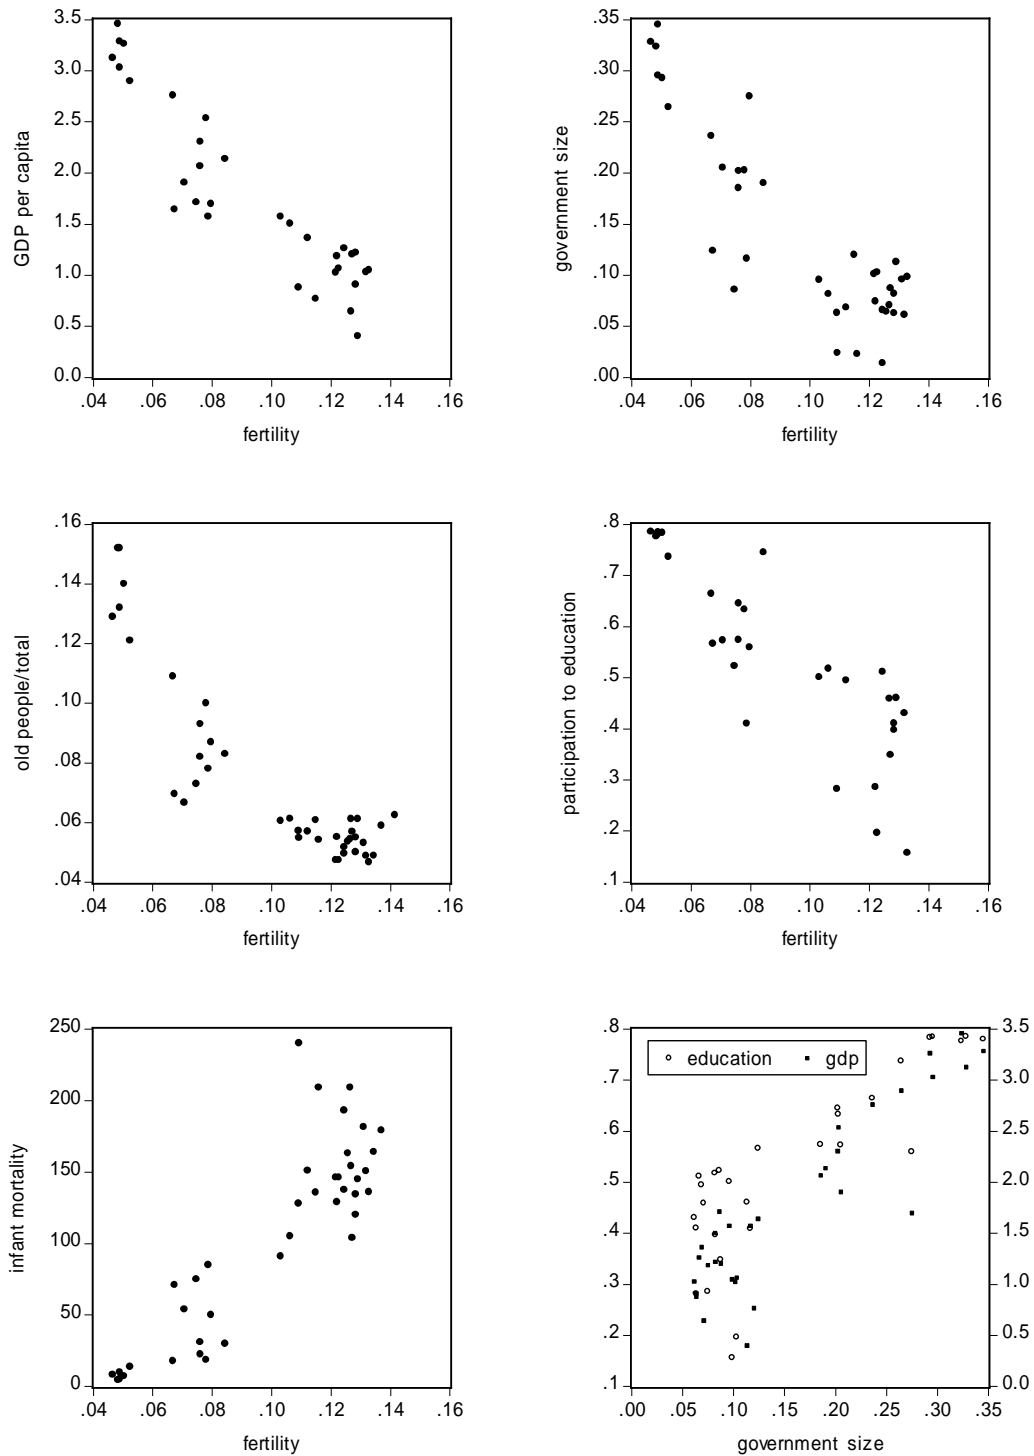 3.5
3.0
2.5
2.0
1.5
1.0
0.5
0.0
GDP per capita
.04 .06 .08 .10 .12 .14 .16
fertility
.35
.30
.25
.20
.15
.10
.05
.00
government size
.04 .06 .08 .10 .12 .14 .16
fertility
.16
.14
.12
.10
.08
.06
.04
old people/total
.04 .06 .08 .10 .12 .14 .16
fertility
.8
.7
.6
.5
.4
.3
.2
.1
participation to education
.04 .06 .08 .10 .12 .14 .16
fertility
250
200
150
100
50
0
infant mortality
.04 .06 .08 .10 .12 .14 .16
fertility
.8
.7
.6
.5
.4
.3
.2
.1
education gdp
3.5
3.0
2.5
2.0
1.5
1.0
0.5
0.0
.00 .05 .10 .15 .20 .25 .30 .35
government size